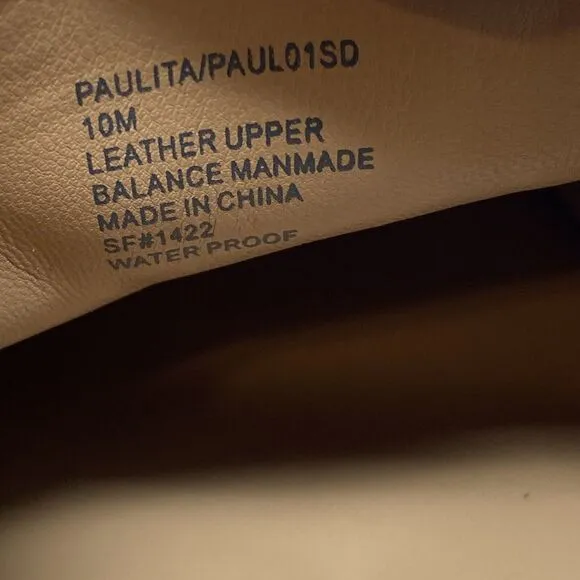 PAULITA/PAUL01SD
10M
LEATHER UPPER
BALANCE MANMADE
MADE IN CHINA
SF#1422
WATER PROOF